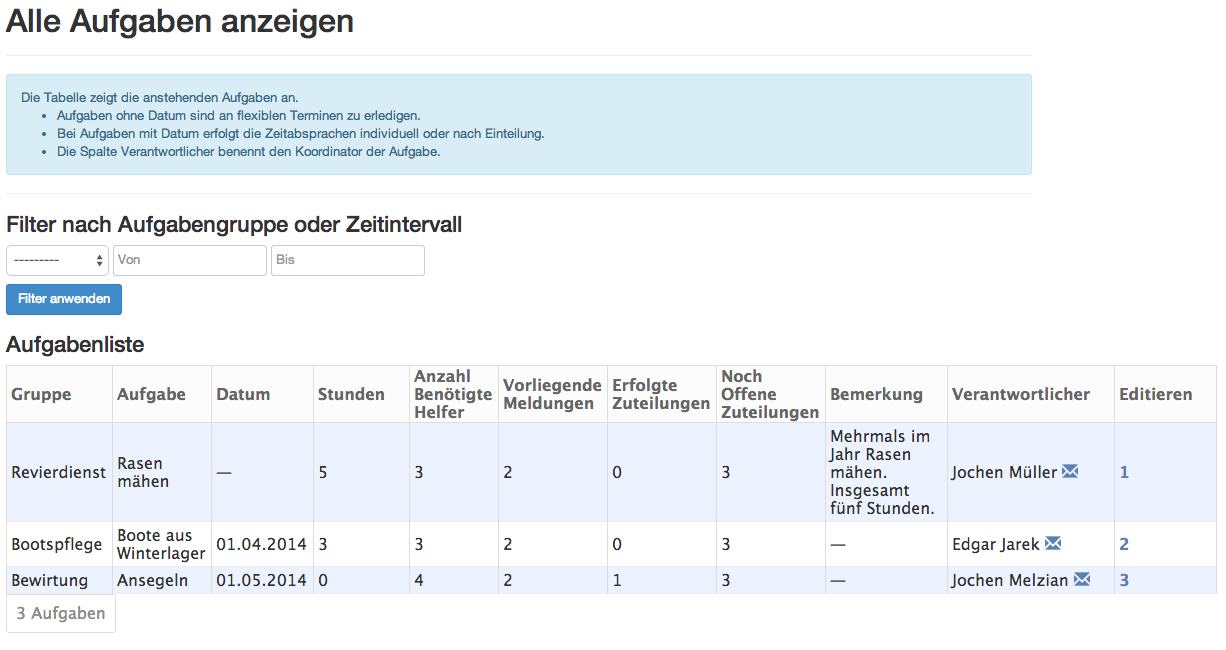 Alle Aufgaben anzeigen
Die Tabelle zeigt die anstehenden Aufgaben an.
• Aufgaben ohne Datum sind an flexiblen Terminen zu erledigen.
• Bei Aufgaben mit Datum erfolgt die Zeitabsprachen individuell oder nach Einteilung.
• Die Spalte Verantwortlicher benennt den Koordinator der Aufgabe.
Filter nach Aufgabengruppe oder Zeitintervall
--------- Von Bis
Filter anwenden
Aufgabenliste
Gruppe
Aufgabe
Datum
Stunden
Anzahl
Benötigte
Helfer
Vorliegende
Meldungen
Erfolgte
Zuteilungen
Noch
Offene
Zuteilungen
Bemerkung
Verantwortlicher
Editieren
Revierdienst
Rasen
mähen
—
5
3
2
0
3
Mehrmals im
Jahr Rasen
mähen.
Insgesamt
fünf Stunden.
Jochen Müller
1
Bootspflege
Boote aus
Winterlager
01.04.2014
3
3
2
0
3
—
Edgar Jarek
2
Bewirtung
Ansegeln
01.05.2014
0
4
2
1
3
—
Jochen Melzian
3
3 Aufgaben